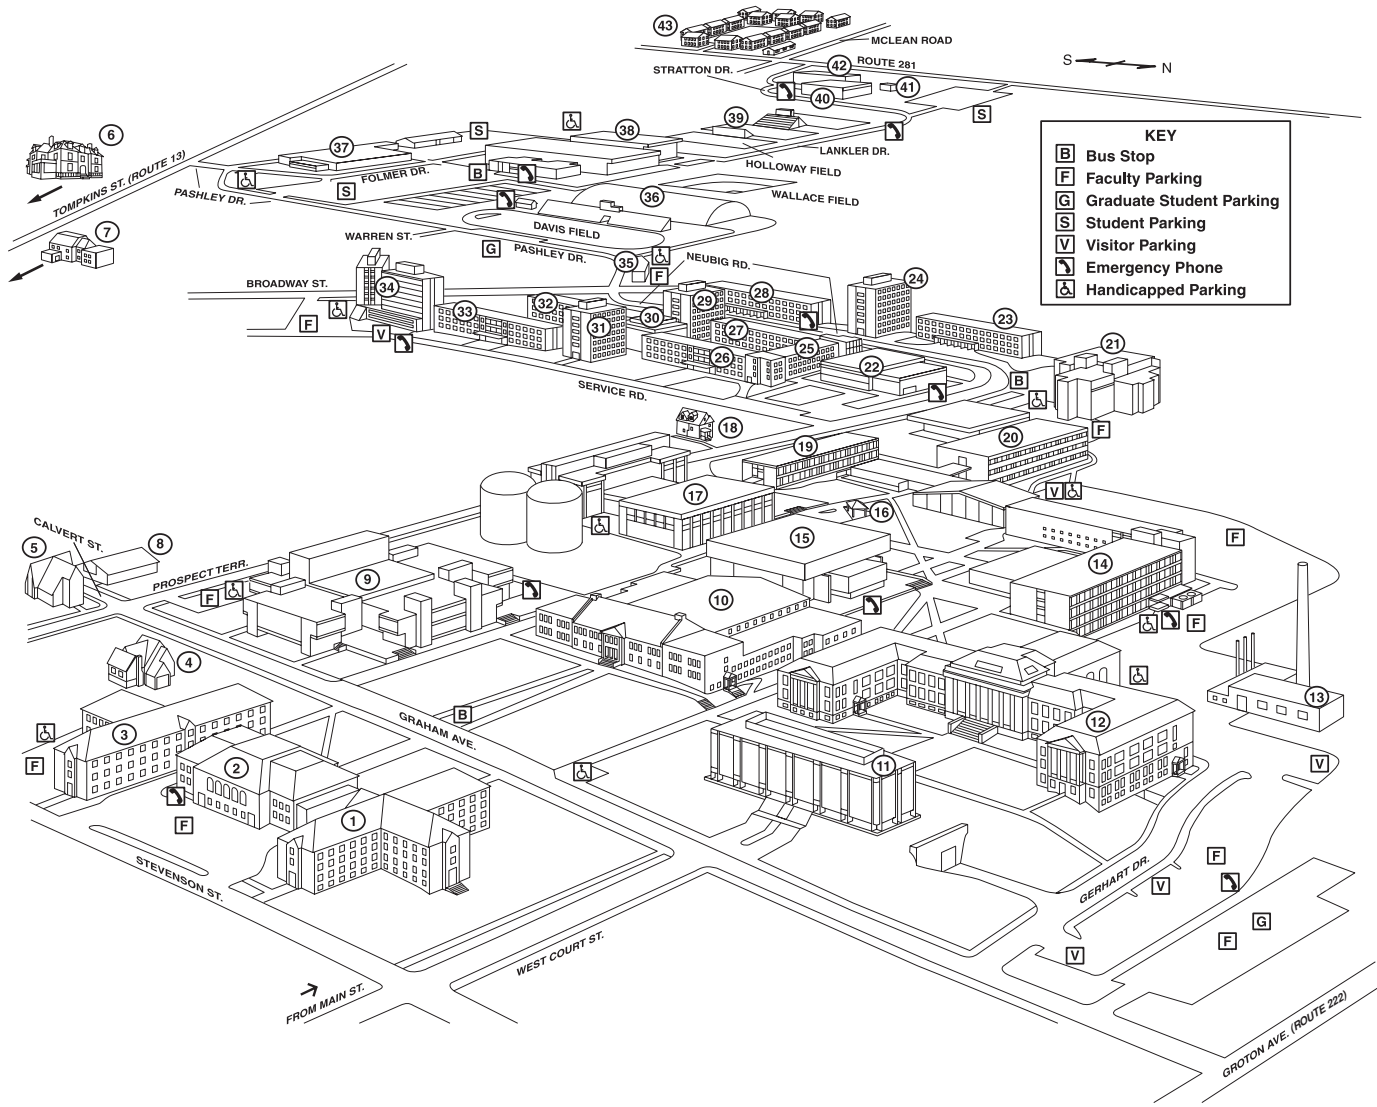 43
MCLEAN ROAD
42
ROUTE 281
S
N
STRATTON DR.
41
40
S
6
S
38
39
37
LANKLER DR.
HOLLOWAY FIELD
B
FOLMER DR.
S
TOMPKINS ST. (ROUTE 13)
PASHLEY DR.
36
WALLACE FIELD
7
DAVIS FIELD
WARREN ST.
G
PASHLEY DR.
35
NEUBIG RD.
F
KEY
B Bus Stop
F Faculty Parking
G Graduate Student Parking
S Student Parking
V Visitor Parking
Emergency Phone
Handicapped Parking
BROADWAY ST.
34
24
28
29
32
33
30
31
27
23
F
V
26
25
22
21
B
SERVICE RD.
18
F
19
20
17
V
16
CALVERT ST.
5
8
15
F
PROSPECT TERR.
9
14
F
10
F
4
13
GRAHAM AVE.
B
12
3
F
2
11
V
F
1
STEVENSON ST.
GERHART DR.
F
V
G
F
WEST COURT ST.
V
FROM MAIN ST.
GROTON AVE. (ROUTE 222)